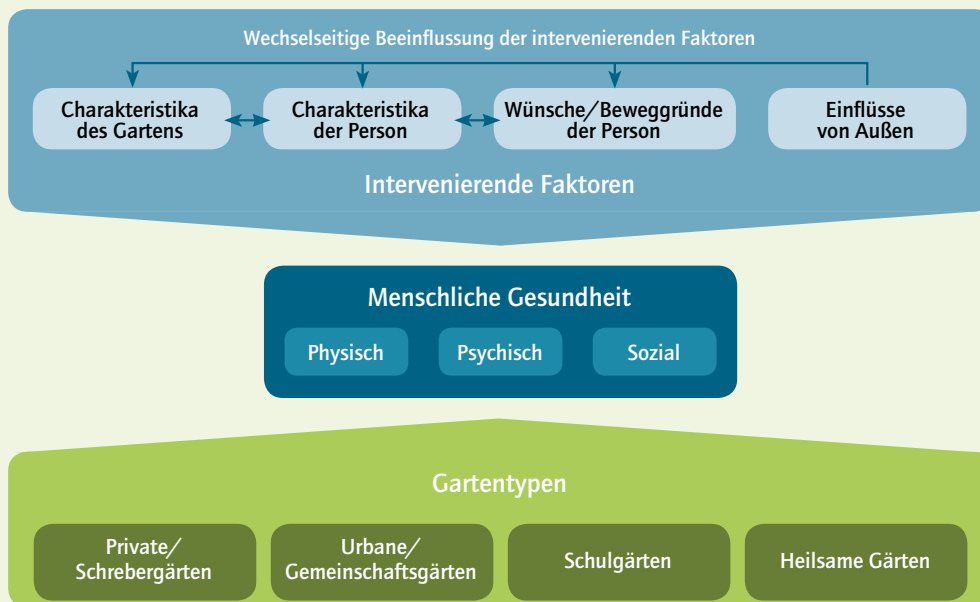 Wechselseitige Beeinflussung der intervenierenden Faktoren
Charakteristika
des Gartens
Charakteristika
der Person
Wünsche/Beweggründe
der Person
Einflüsse
von Außen
Intervenierende Faktoren
Menschliche Gesundheit
Physisch
Psychisch
Sozial
Gartentypen
Private/
Schrebergärten
Urbane/
Gemeinschaftsgärten
Schulgärten
Heilsame Gärten